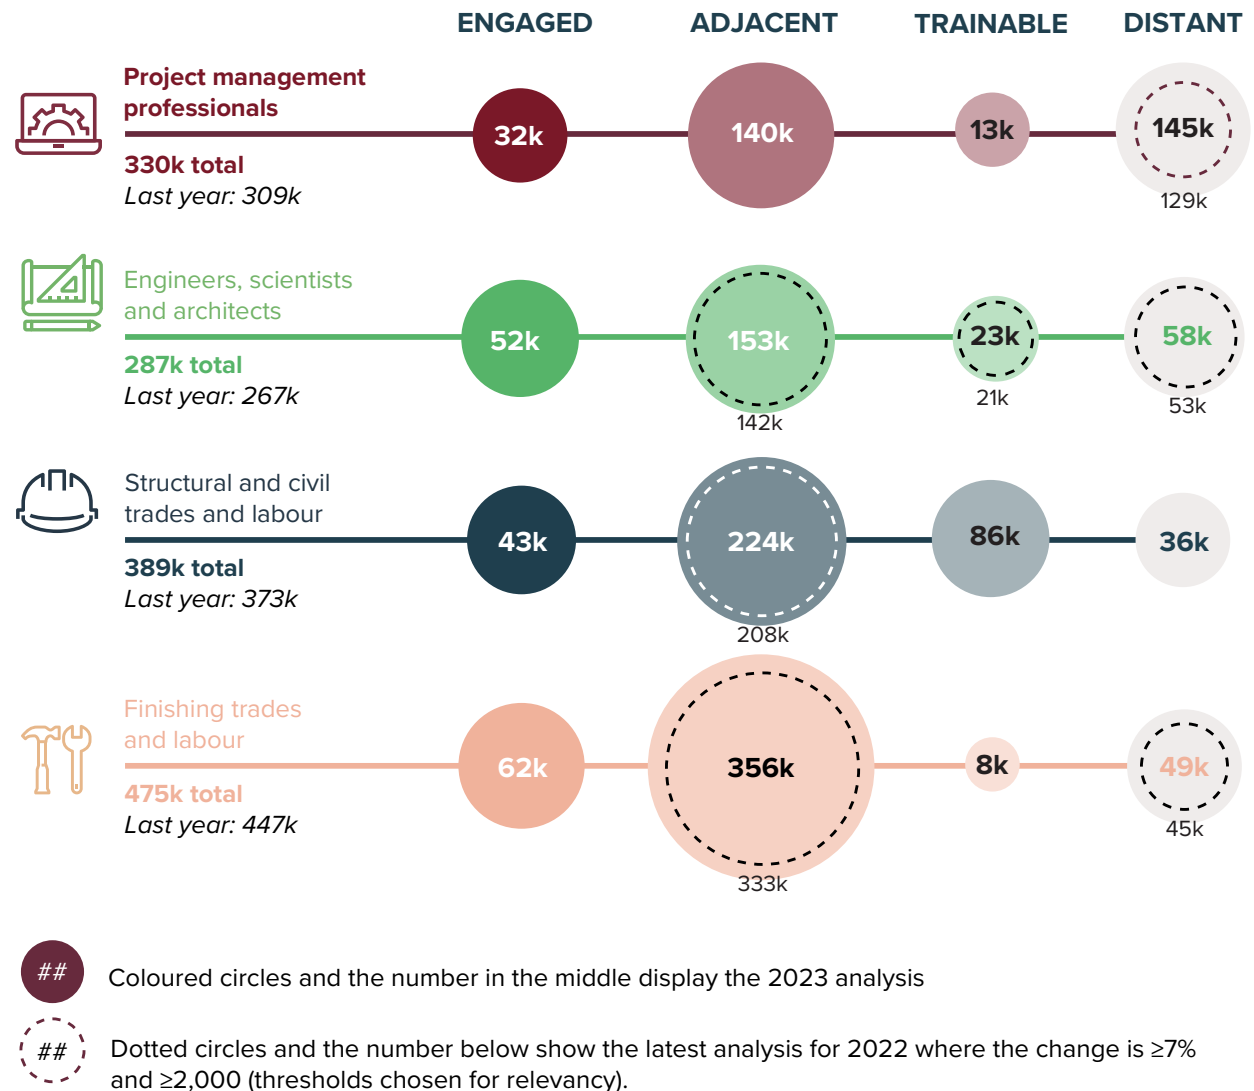 ENGAGED ADJACENT TRAINABLE DISTANT
Project management
professionals
32k 140k 13k 145k
330k total
Last year: 309k
129k
Engineers, scientists
and architects
52k 153k 23k 58k
287k total
Last year: 267k
142k 21k 53k
Structural and civil
trades and labour
43k 224k 86k 36k
389k total
Last year: 373k
208k
Finishing trades
and labour
62k 356k 8k 49k
475k total
Last year: 447k
333k 45k
## Coloured circles and the number in the middle display the 2023 analysis
## Dotted circles and the number below show the latest analysis for 2022 where the change is ≥7%
and ≥2,000 (thresholds chosen for relevancy).